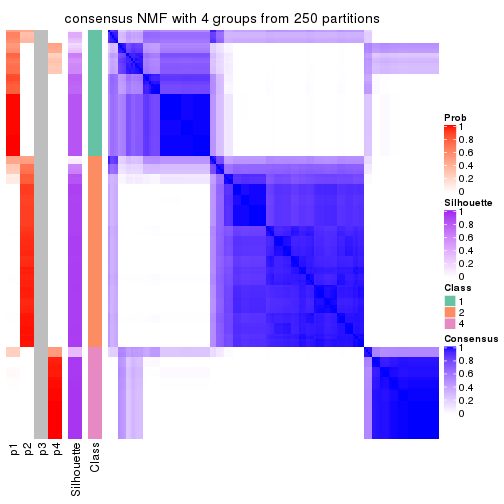 consensus NMF with 4 groups from 250 partitions
Prob
1
0.8
0.6
0.4
0.2
0
Silhouette
1
0.8
0.6
0.4
0.2
0
Class
1
2
4
Consensus
1
0.8
0.6
0.4
0.2
0
p1
p2
p3
p4
Silhouette
Class